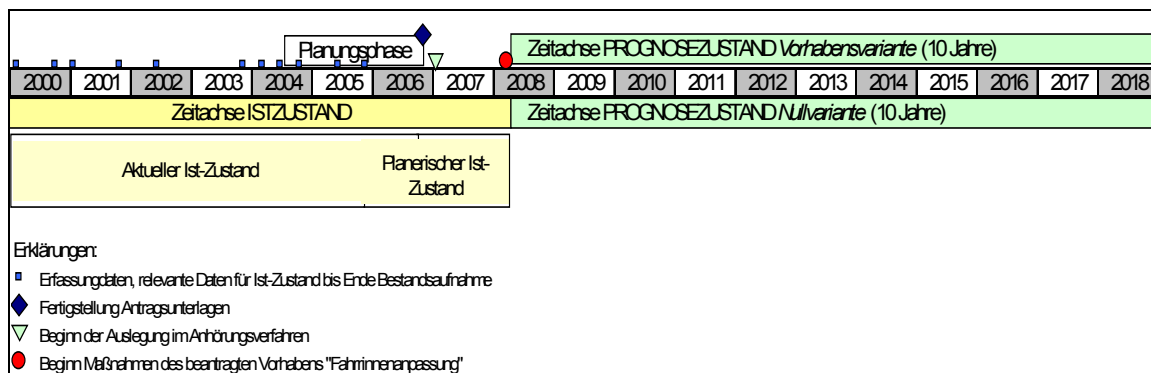 Planungsphase
Zeitachse PROGNOSEZUSTAND Vorhabensvariante (10 Jahre)
2000 2001 2002 2003 2004 2005 2006 2007 2008 2009 2010 2011 2012 2013 2014 2015 2016 2017 2018
Zeitachse ISTZUSTAND
Zeitachse PROGNOSEZUSTAND Nullvariante (10 Jahre)
Aktueller Ist-Zustand
Planerischer Ist-
Zustand
Erklärungen:
Erfassungdaten, relevante Daten für Ist-Zustand bis Ende Bestandsaufnahme
Fertigstellung Antragsunterlagen
Beginn der Auslegung im Anhörungsverfahren
Beginn Maßnahmen des beantragten Vorhabens "Fahrrinnenanpassung"